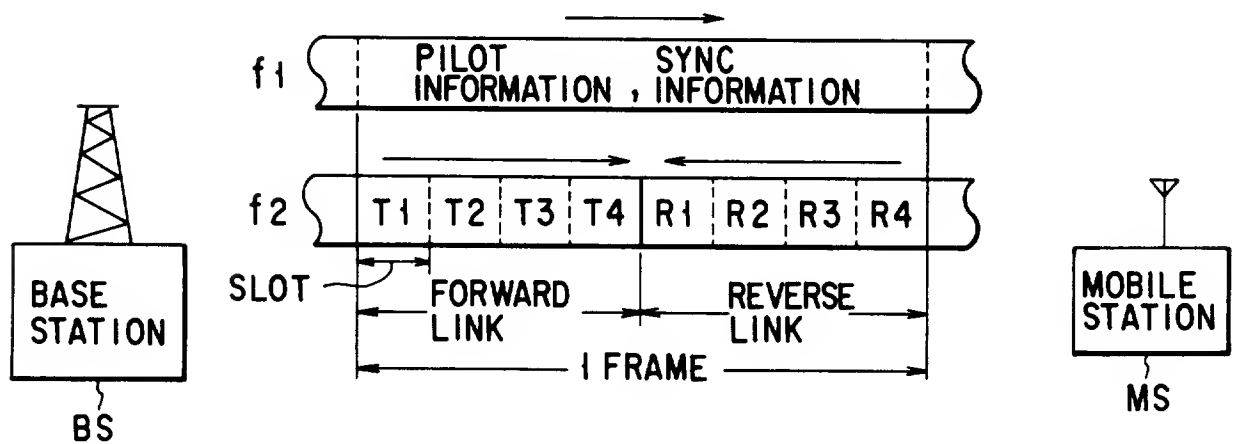 f1
PILOT INFORMATION , SYNC INFORMATION
f2
T1 T2 T3 T4 R1 R2 R3 R4
SLOT
FORWARD LINK
REVERSE LINK
1 FRAME
BASE STATION
BS
MOBILE STATION
MS